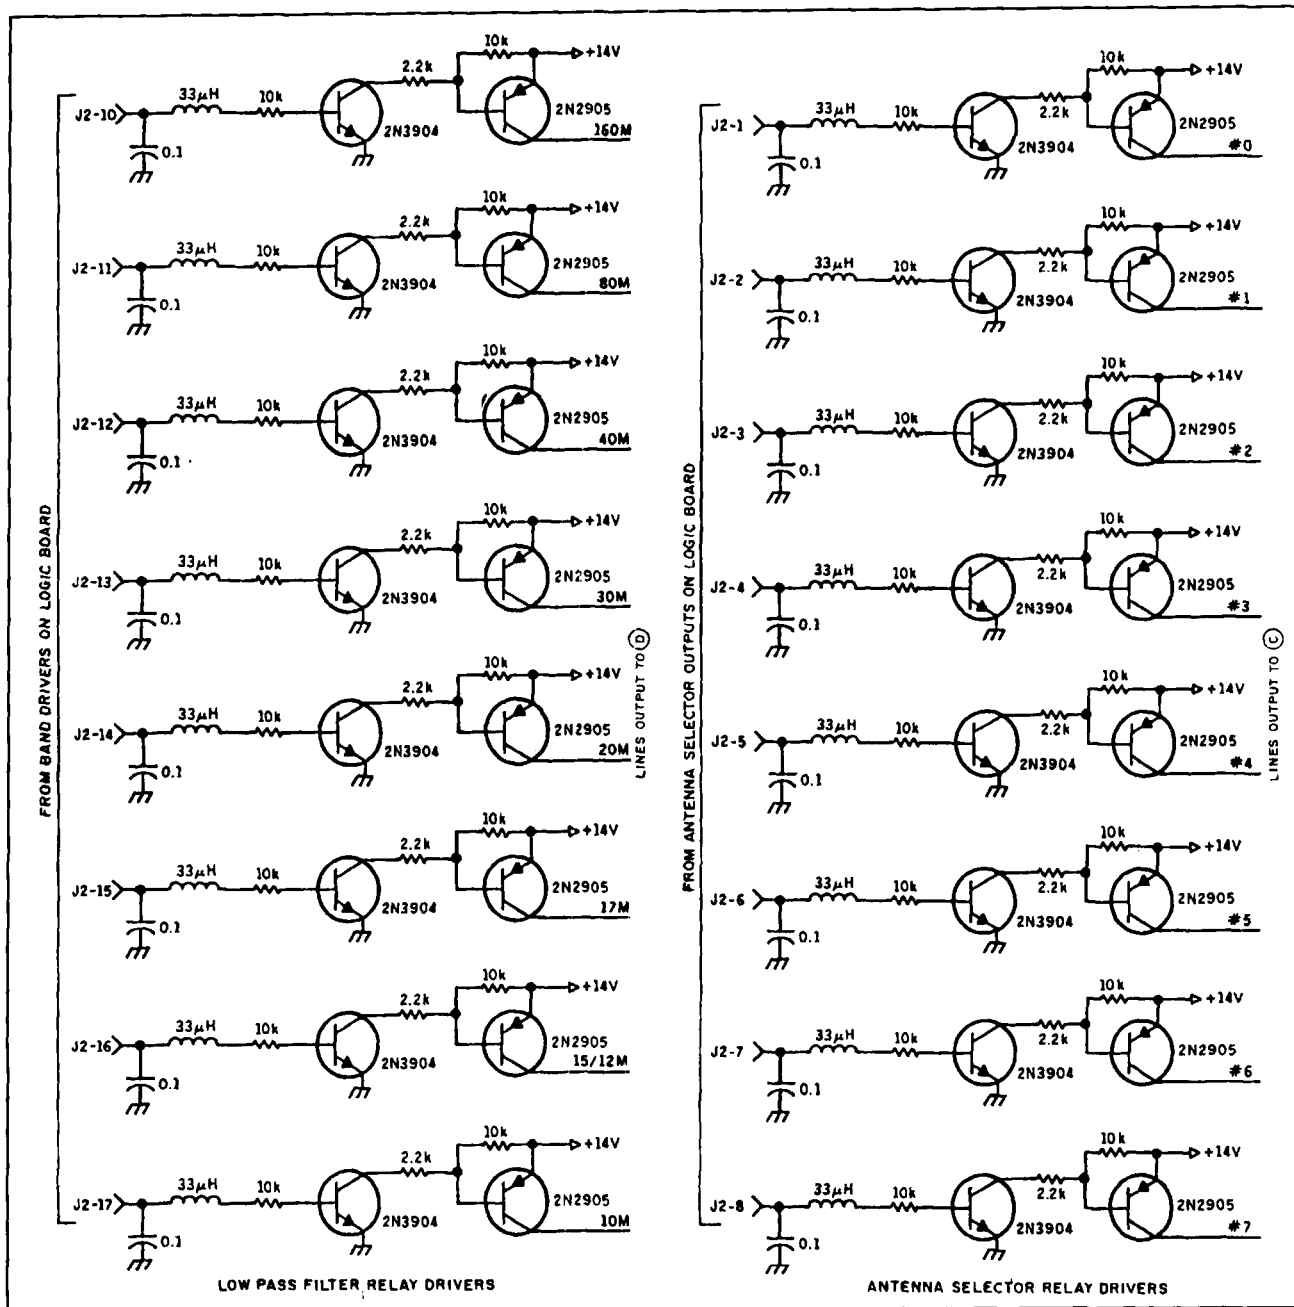 FROM BAND DRIVERS ON LOGIC BOARD
J2-10
33μH
10k
0.1
2N3904
2.2k
10k
+14V
2N2905
160M
J2-11
33μH
10k
0.1
2N3904
2.2k
10k
+14V
2N2905
80M
J2-12
33μH
10k
0.1
2N3904
2.2k
10k
+14V
2N2905
40M
J2-13
33μH
10k
0.1
2N3904
2.2k
10k
+14V
2N2905
30M
J2-14
33μH
10k
0.1
2N3904
2.2k
10k
+14V
2N2905
20M
J2-15
33μH
10k
0.1
2N3904
2.2k
10k
+14V
2N2905
17M
J2-16
33μH
10k
0.1
2N3904
2.2k
10k
+14V
2N2905
15/12M
J2-17
33μH
10k
0.1
2N3904
2.2k
10k
+14V
2N2905
10M
LINES OUTPUT TO D
LOW PASS FILTER RELAY DRIVERS
FROM ANTENNA SELECTOR OUTPUTS ON LOGIC BOARD
J2-1
33μH
10k
0.1
2N3904
2.2k
10k
+14V
2N2905
#0
J2-2
33μH
10k
0.1
2N3904
2.2k
10k
+14V
2N2905
#1
J2-3
33μH
10k
0.1
2N3904
2.2k
10k
+14V
2N2905
#2
J2-4
33μH
10k
0.1
2N3904
2.2k
10k
+14V
2N2905
#3
J2-5
33μH
10k
0.1
2N3904
2.2k
10k
+14V
2N2905
#4
J2-6
33μH
10k
0.1
2N3904
2.2k
10k
+14V
2N2905
#5
J2-7
33μH
10k
0.1
2N3904
2.2k
10k
+14V
2N2905
#6
J2-8
33μH
10k
0.1
2N3904
2.2k
10k
+14V
2N2905
#7
LINES OUTPUT TO C
ANTENNA SELECTOR RELAY DRIVERS